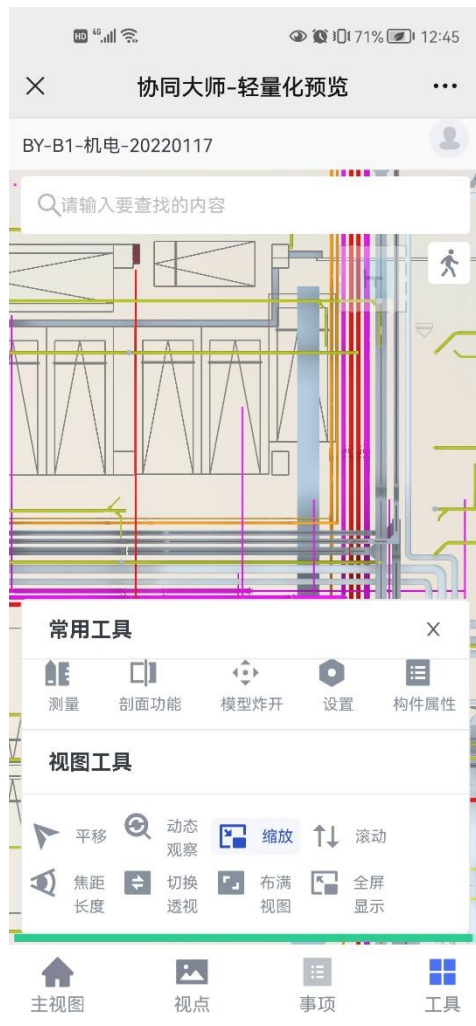 HD 4G 71% 12:45
协同大师-轻量化预览
BY-B1-机电-20220117
请输入要查找的内容
常用工具
测量 剖面功能 模型炸开 设置 构件属性
视图工具
平移 动态观察 缩放 滚动
焦距长度 切换透视 布满视图 全屏显示
主视图 视点 事项 工具